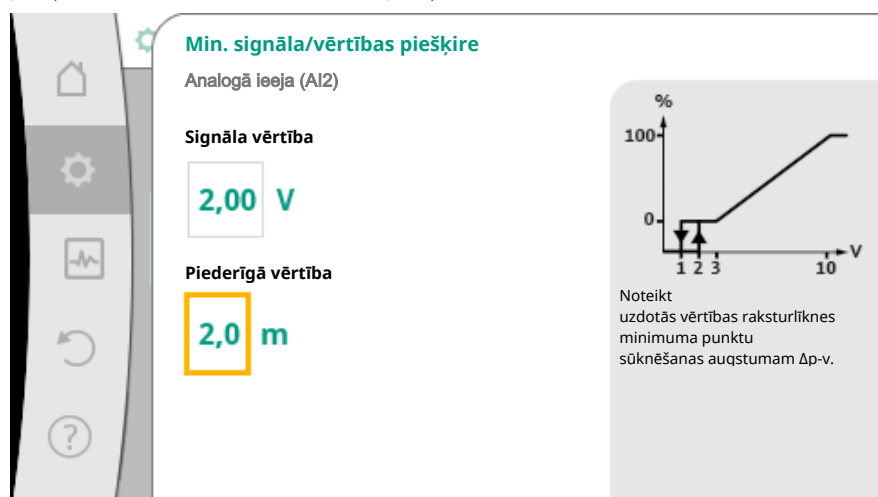 Min. signāla/vērtības piešķire
Analogā ieeja (AI2)
Signāla vērtība
2,00 V
Piederīgā vērtība
2,0 m
%
100
0
1 2 3 10 V
Noteikt
uzdotās vērtības raksturlīknes
minimuma punktu
sūknēšanas augstumam Δp-v.
?